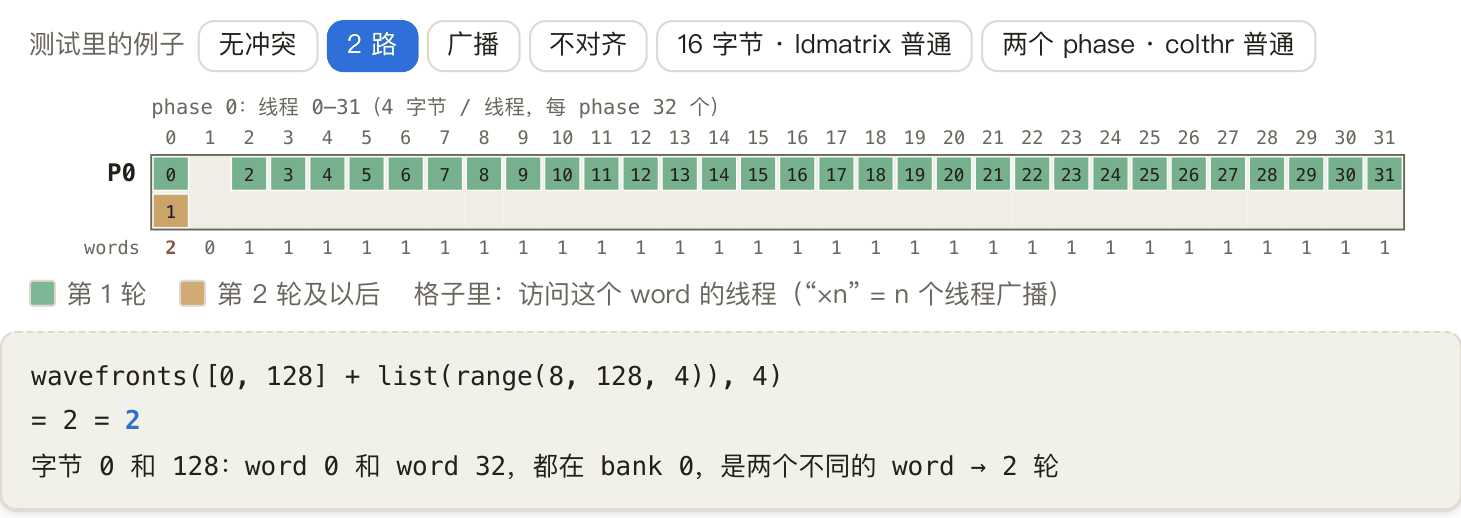 测试里的例子 无冲突 2 路 广播 不对齐 16 字节 · ldmatrix 普通 两个 phase · colthr 普通
phase 0: 线程 0–31 (4 字节 / 线程, 每 phase 32 个)
0 1 2 3 4 5 6 7 8 9 10 11 12 13 14 15 16 17 18 19 20 21 22 23 24 25 26 27 28 29 30 31
P0 0 2 3 4 5 6 7 8 9 10 11 12 13 14 15 16 17 18 19 20 21 22 23 24 25 26 27 28 29 30 31
1
words 2 0 1 1 1 1 1 1 1 1 1 1 1 1 1 1 1 1 1 1 1 1 1 1 1 1 1 1 1 1 1 1
第 1 轮 第 2 轮及以后 格子里：访问这个 word 的线程（“×n” = n 个线程广播）
wavefronts([0, 128] + list(range(8, 128, 4)), 4)
= 2 = 2
字节 0 和 128：word 0 和 word 32，都在 bank 0，是两个不同的 word → 2 轮